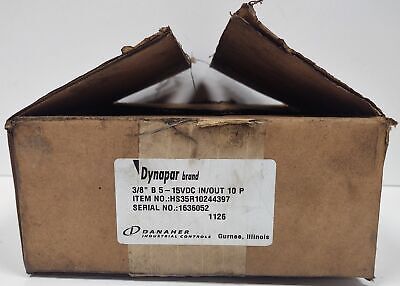 Dynapar brand
3/8" B 5-15VDC IN/OUT 10 P
ITEM NO.:HS35R10244397
SERIAL NO.:1636052
1126
DANAHER
INDUSTRIAL CONTROLS
Gurnee, Illinois